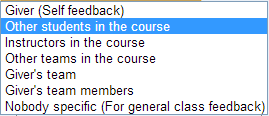 Giver (Self feedback)
Other students in the course
Instructors in the course
Other teams in the course
Giver's team
Giver's team members
Nobody specific (For general class feedback)